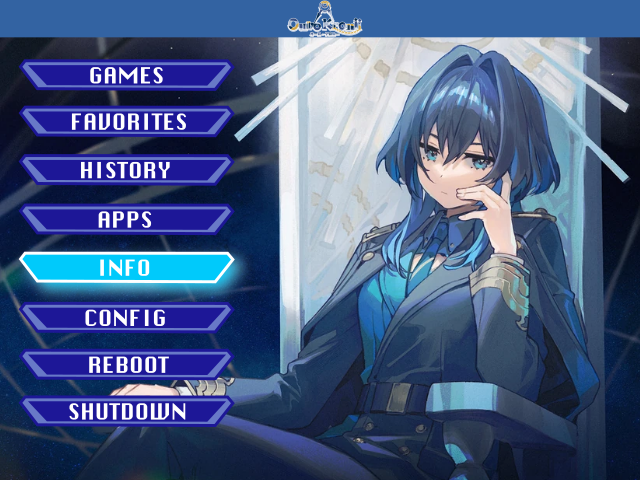 GAMES
FAVORITES
HISTORY
APPS
INFO
CONFIG
REBOOT
SHUTDOWN